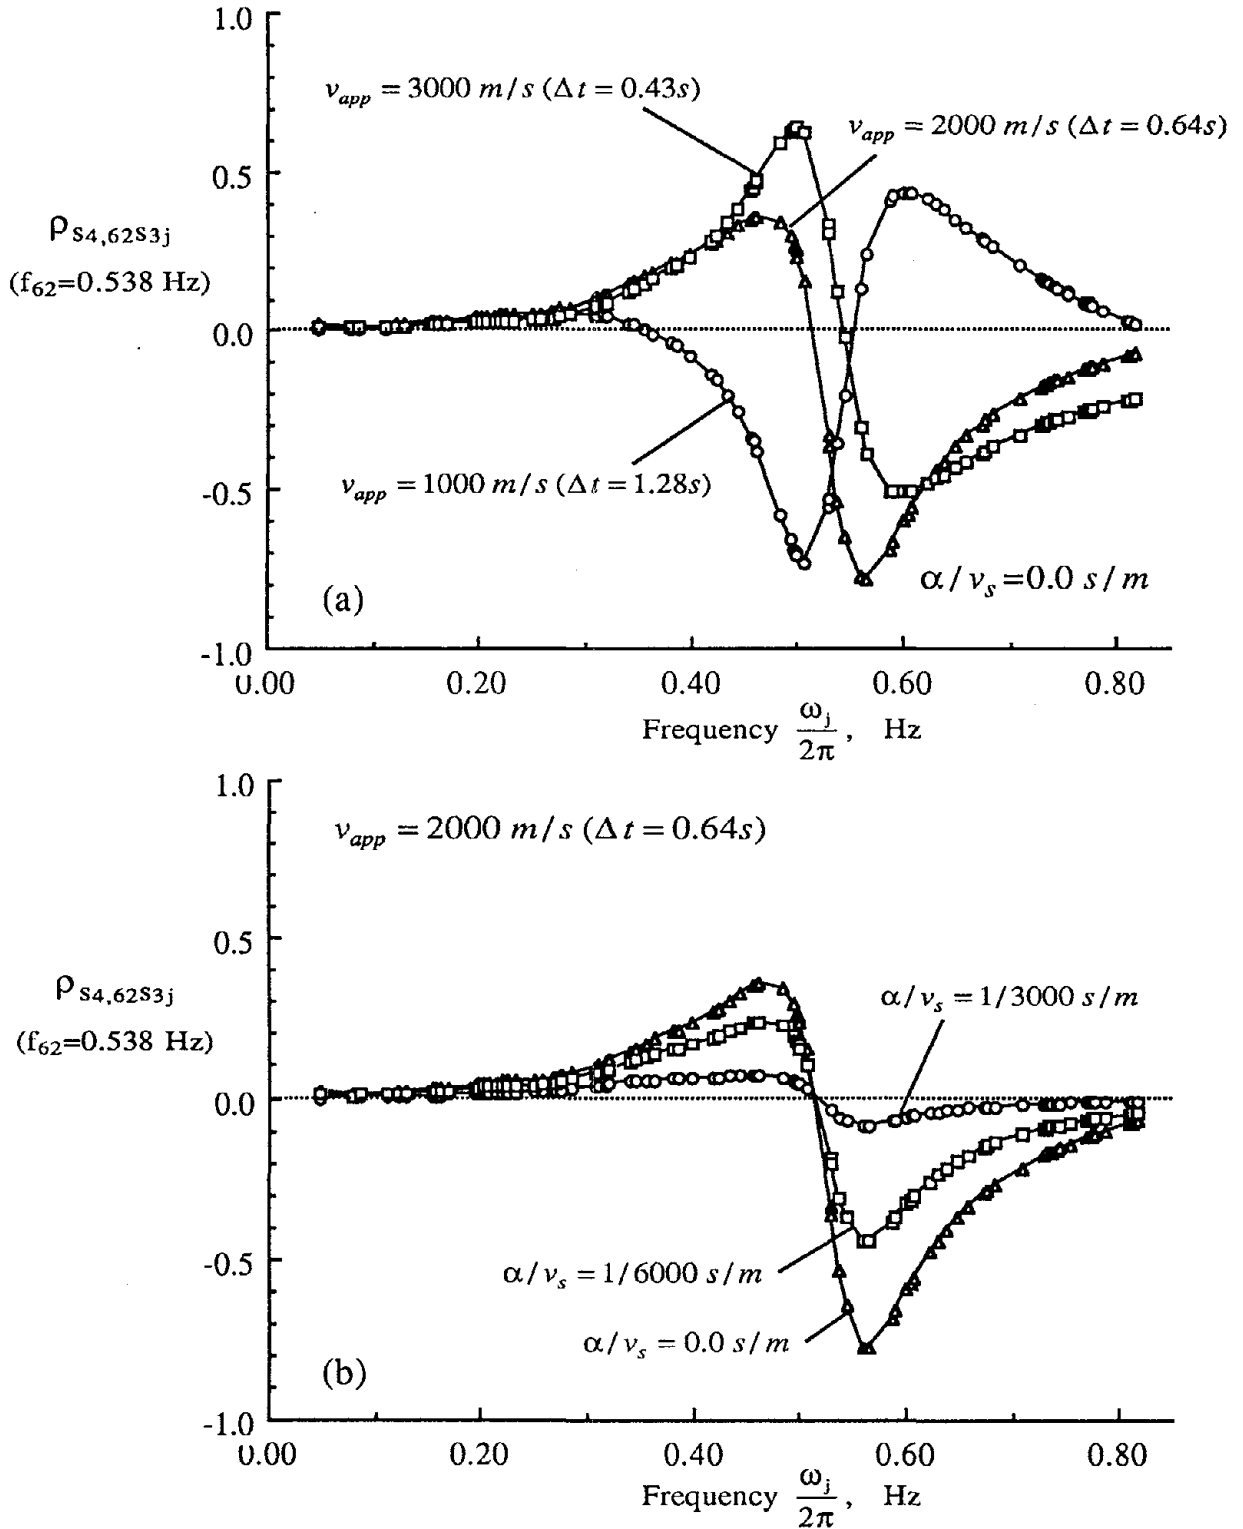 1.0
v_app = 3000 m/s (Δt = 0.43s)
v_app = 2000 m/s (Δt = 0.64s)
0.5
ρ_S4,62S3j
(f62=0.538 Hz)
0.0
v_app = 1000 m/s (Δt = 1.28s)
-0.5
α/v_s = 0.0 s/m
(a)
-1.0
0.00 0.20 0.40 0.60 0.80
Frequency ω_j/2π, Hz
1.0
v_app = 2000 m/s (Δt = 0.64s)
0.5
ρ_S4,62S3j
α/v_s = 1/3000 s/m
(f62=0.538 Hz)
0.0
-0.5
α/v_s = 1/6000 s/m
α/v_s = 0.0 s/m
(b)
-1.0
0.00 0.20 0.40 0.60 0.80
Frequency ω_j/2π, Hz